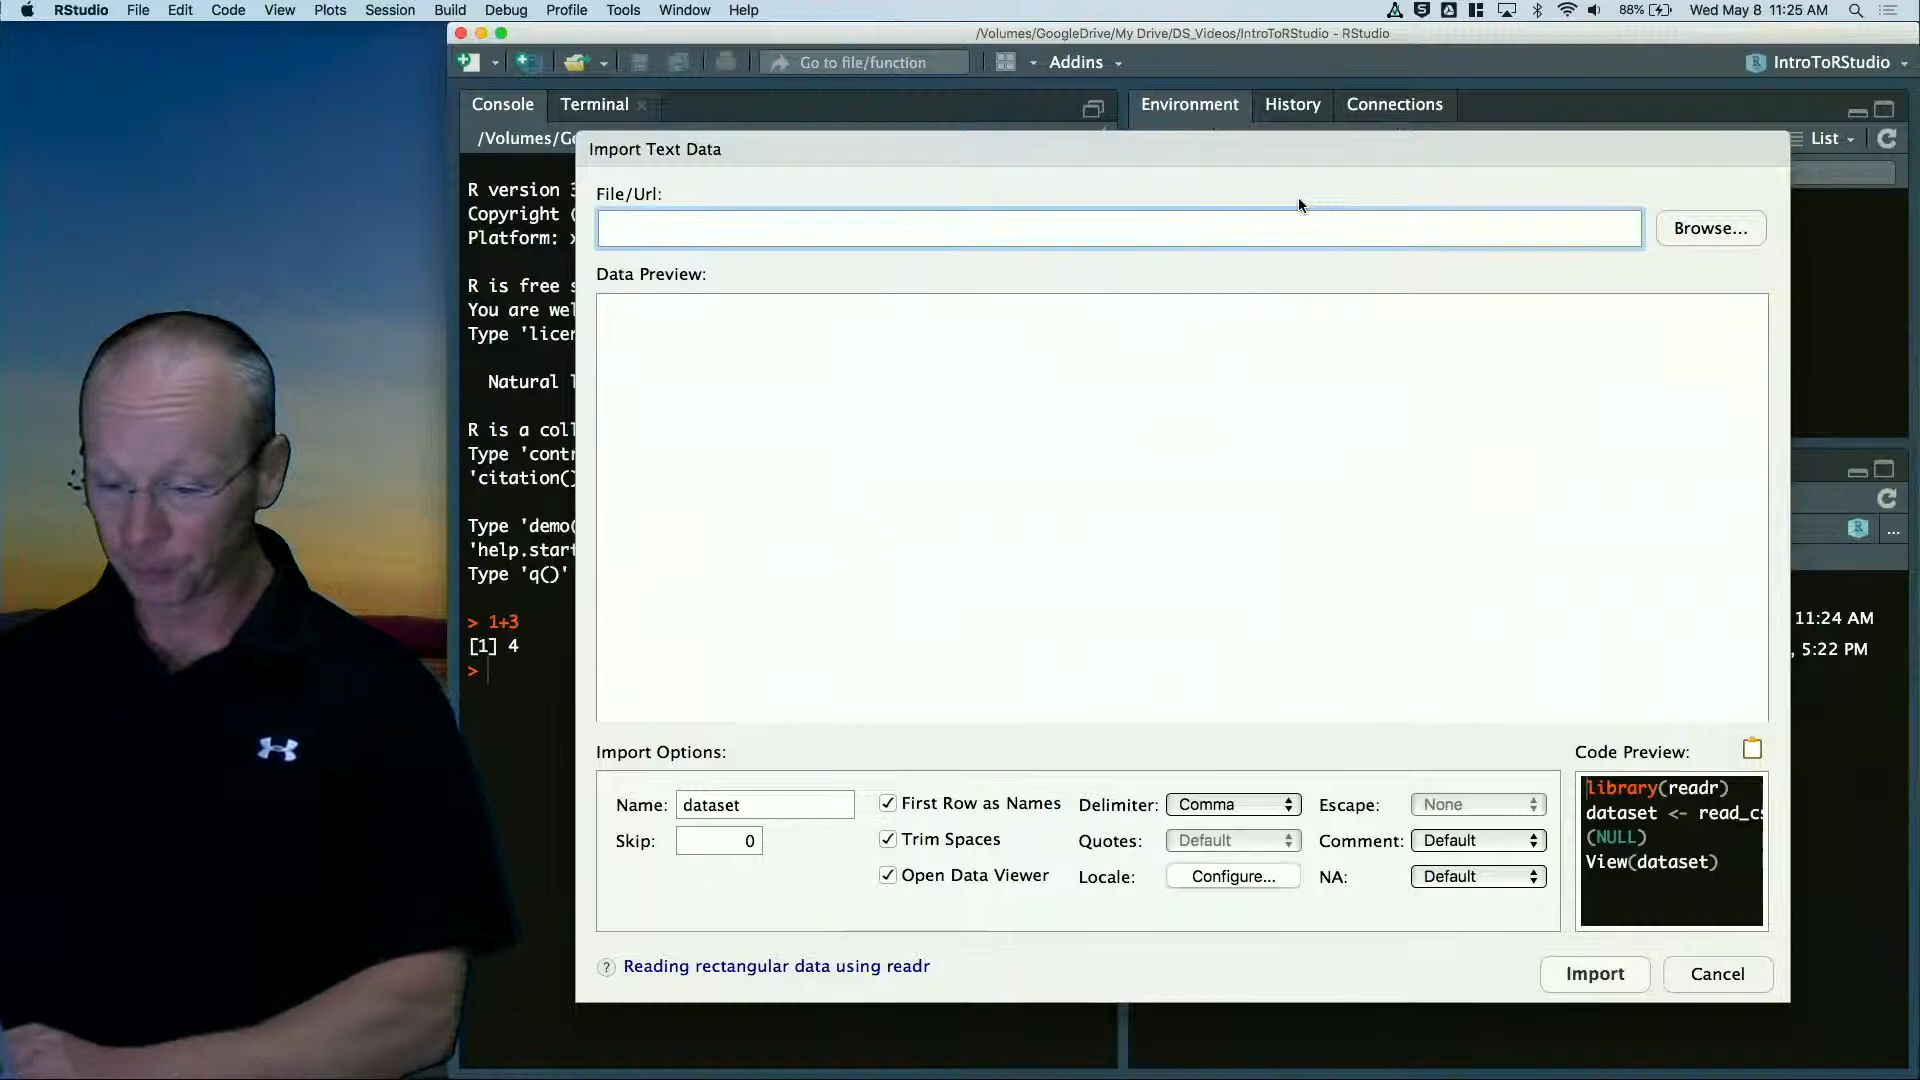 RStudio File Edit Code View Plots Session Build Debug Profile Tools Window Help 88% Wed May 8 11:25 AM
/Volumes/GoogleDrive/My Drive/DS_Videos/IntroToRStudio - RStudio
Go to file/function Addins IntroToRStudio
Console Terminal Environment History Connections
/Volumes/Go List
Import Text Data
File/Url:
Browse...
Data Preview:
R version 3
Copyright (
Platform: x
R is free s
You are wel
Type 'licen
Natural l
R is a coll
Type 'contr
'citation()
Type 'demo(
'help.start
Type 'q()'
> 1+3
[1] 4
>
...
11:24 AM
, 5:22 PM
Import Options:
Name: dataset
Skip: 0
First Row as Names
Trim Spaces
Open Data Viewer
Delimiter: Comma
Quotes: Default
Locale: Configure...
Escape: None
Comment: Default
NA: Default
Code Preview:
library(readr)
dataset <- read_cs
(NULL)
View(dataset)
? Reading rectangular data using readr
Import Cancel